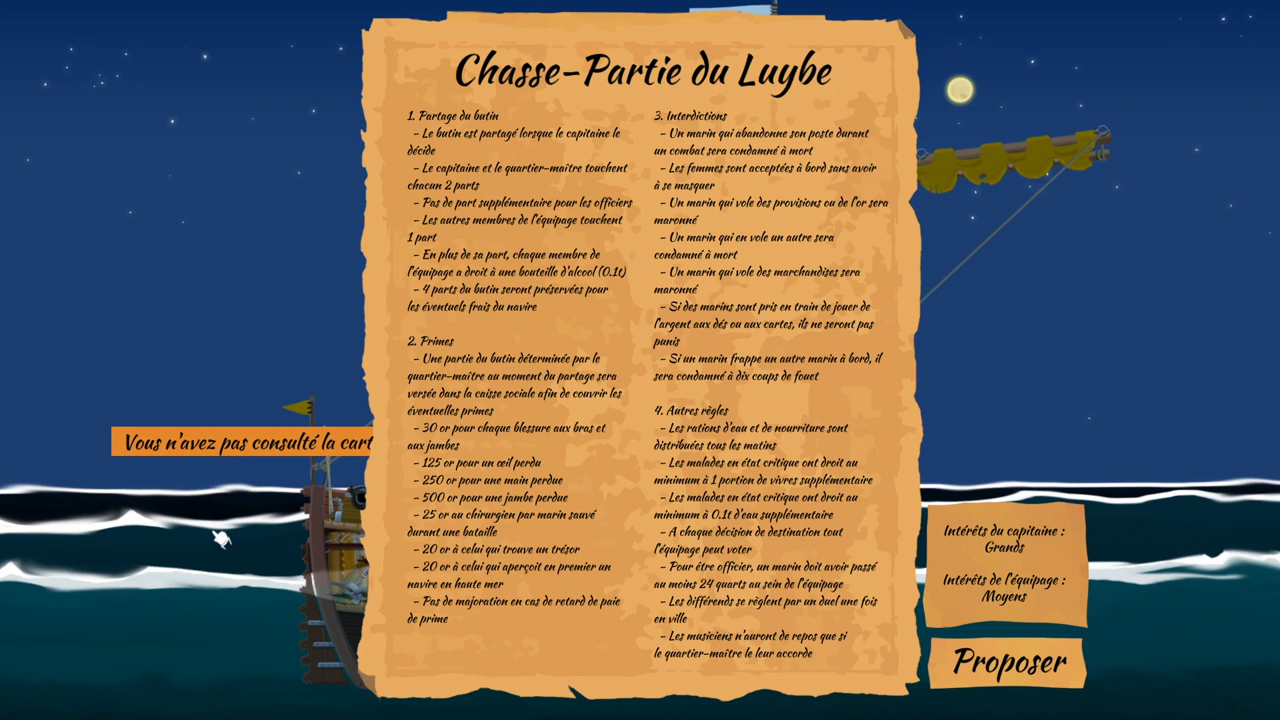 Chasse-Partie du Luybe
1. Partage du butin
- Le butin est partagé lorsque le capitaine le
décide
- Le capitaine et le quartier-maître touchent
chacun 2 parts
- Pas de part supplémentaire pour les officiers
- Les autres membres de l'équipage touchent
1 part
- En plus de sa part, chaque membre de
l'équipage a droit à une bouteille d'alcool (0.1t)
- 4 parts du butin seront préservées pour
les éventuels frais du navire
2. Primes
- Une partie du butin déterminée par le
quartier-maître au moment du partage sera
versée dans la caisse sociale afin de couvrir les
éventuelles primes
- 30 or pour chaque blessure aux bras et
aux jambes
- 125 or pour un œil perdu
- 250 or pour une main perdue
- 500 or pour une jambe perdue
- 25 or au chirurgien par marin sauvé
durant une bataille
- 20 or à celui qui trouve un trésor
- 20 or à celui qui aperçoit en premier un
navire en haute mer
- Pas de majoration en cas de retard de paie
de prime
3. Interdictions
- Un marin qui abandonne son poste durant
un combat sera condamné à mort
- Les femmes sont acceptées à bord sans avoir
à se masquer
- Un marin qui vole des provisions ou de l'or sera
maronné
- Un marin qui en vole un autre sera
condamné à mort
- Un marin qui vole des marchandises sera
maronné
- Si des marins sont pris en train de jouer de
l'argent aux dés ou aux cartes, ils ne seront pas
punis
- Si un marin frappe un autre marin à bord, il
sera condamné à dix coups de fouet
4. Autres règles
- Les rations d'eau et de nourriture sont
distribuées tous les matins
- Les malades en état critique ont droit au
minimum à 1 portion de vivres supplémentaire
- Les malades en état critique ont droit au
minimum à 0.1t d'eau supplémentaire
- A chaque décision de destination tout
l'équipage peut voter
- Pour être officier, un marin doit avoir passé
au moins 24 quarts au sein de l'équipage
- Les différends se règlent par un duel une fois
en ville
- Les musiciens n'auront de repos que si
le quartier-maître le leur accorde
Vous n'avez pas consulté la cart
Intérêts du capitaine :
Grands
Intérêts de l'équipage :
Moyens
Proposer